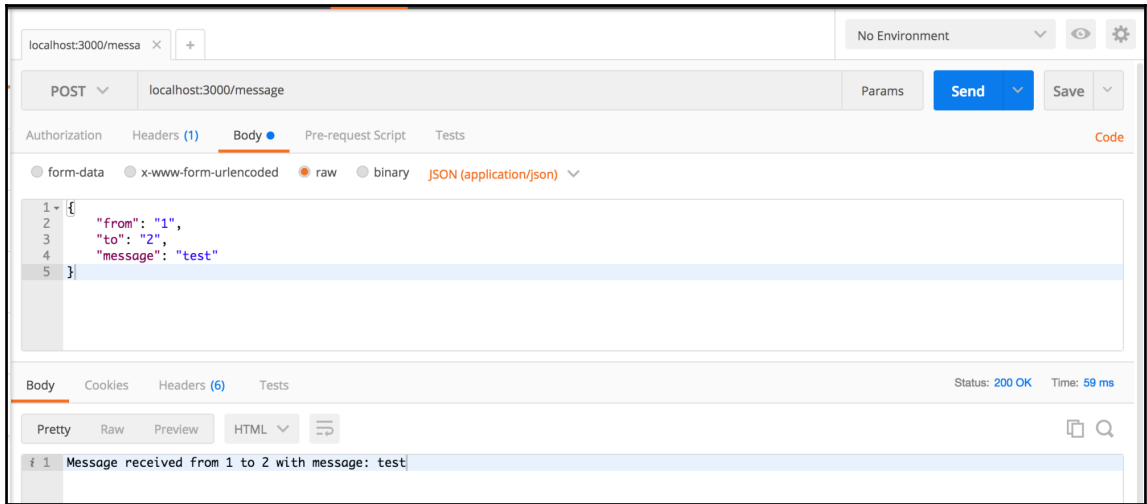 localhost:3000/messa
No Environment
POST localhost:3000/message Params Send Save
Authorization Headers (1) Body Pre-request Script Tests Code
form-data x-www-form-urlencoded raw binary JSON (application/json)
1 {
2 "from": "1",
3 "to": "2",
4 "message": "test"
5 }
Body Cookies Headers (6) Tests Status: 200 OK Time: 59 ms
Pretty Raw Preview HTML
i 1 Message received from 1 to 2 with message: test